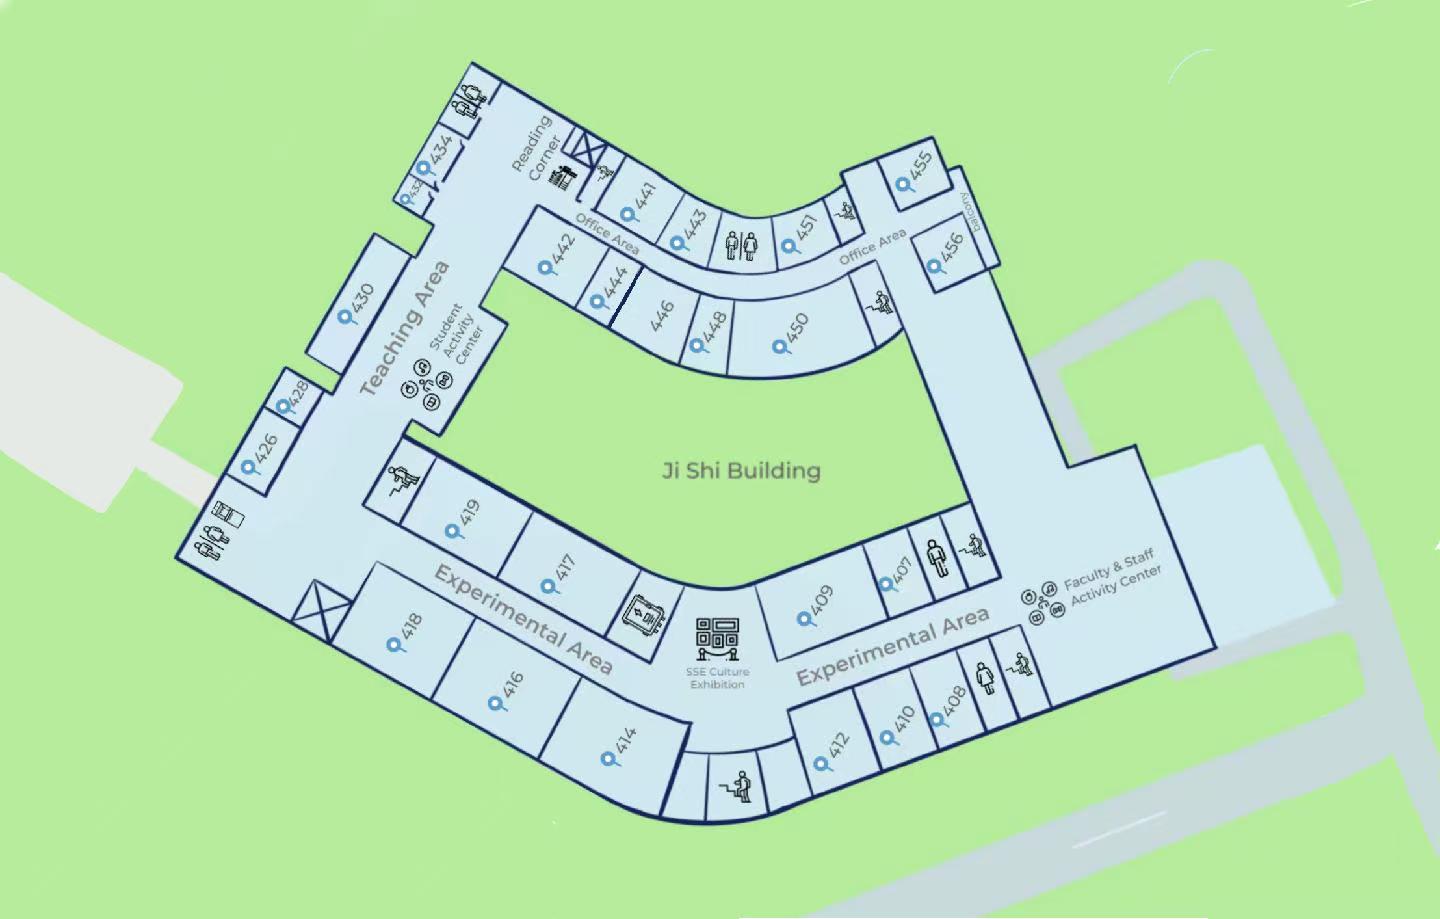 434
432
Reading
Corner
441
443
451
455
balcony
456
Office Area
Office Area
442
444
446
448
450
430
Teaching Area
Student
Activity
Center
428
426
419
417
Ji Shi Building
409
407
Faculty & Staff
Activity Center
Experimental Area
Experimental Area
SSE Culture
Exhibition
418
416
414
412
410
408